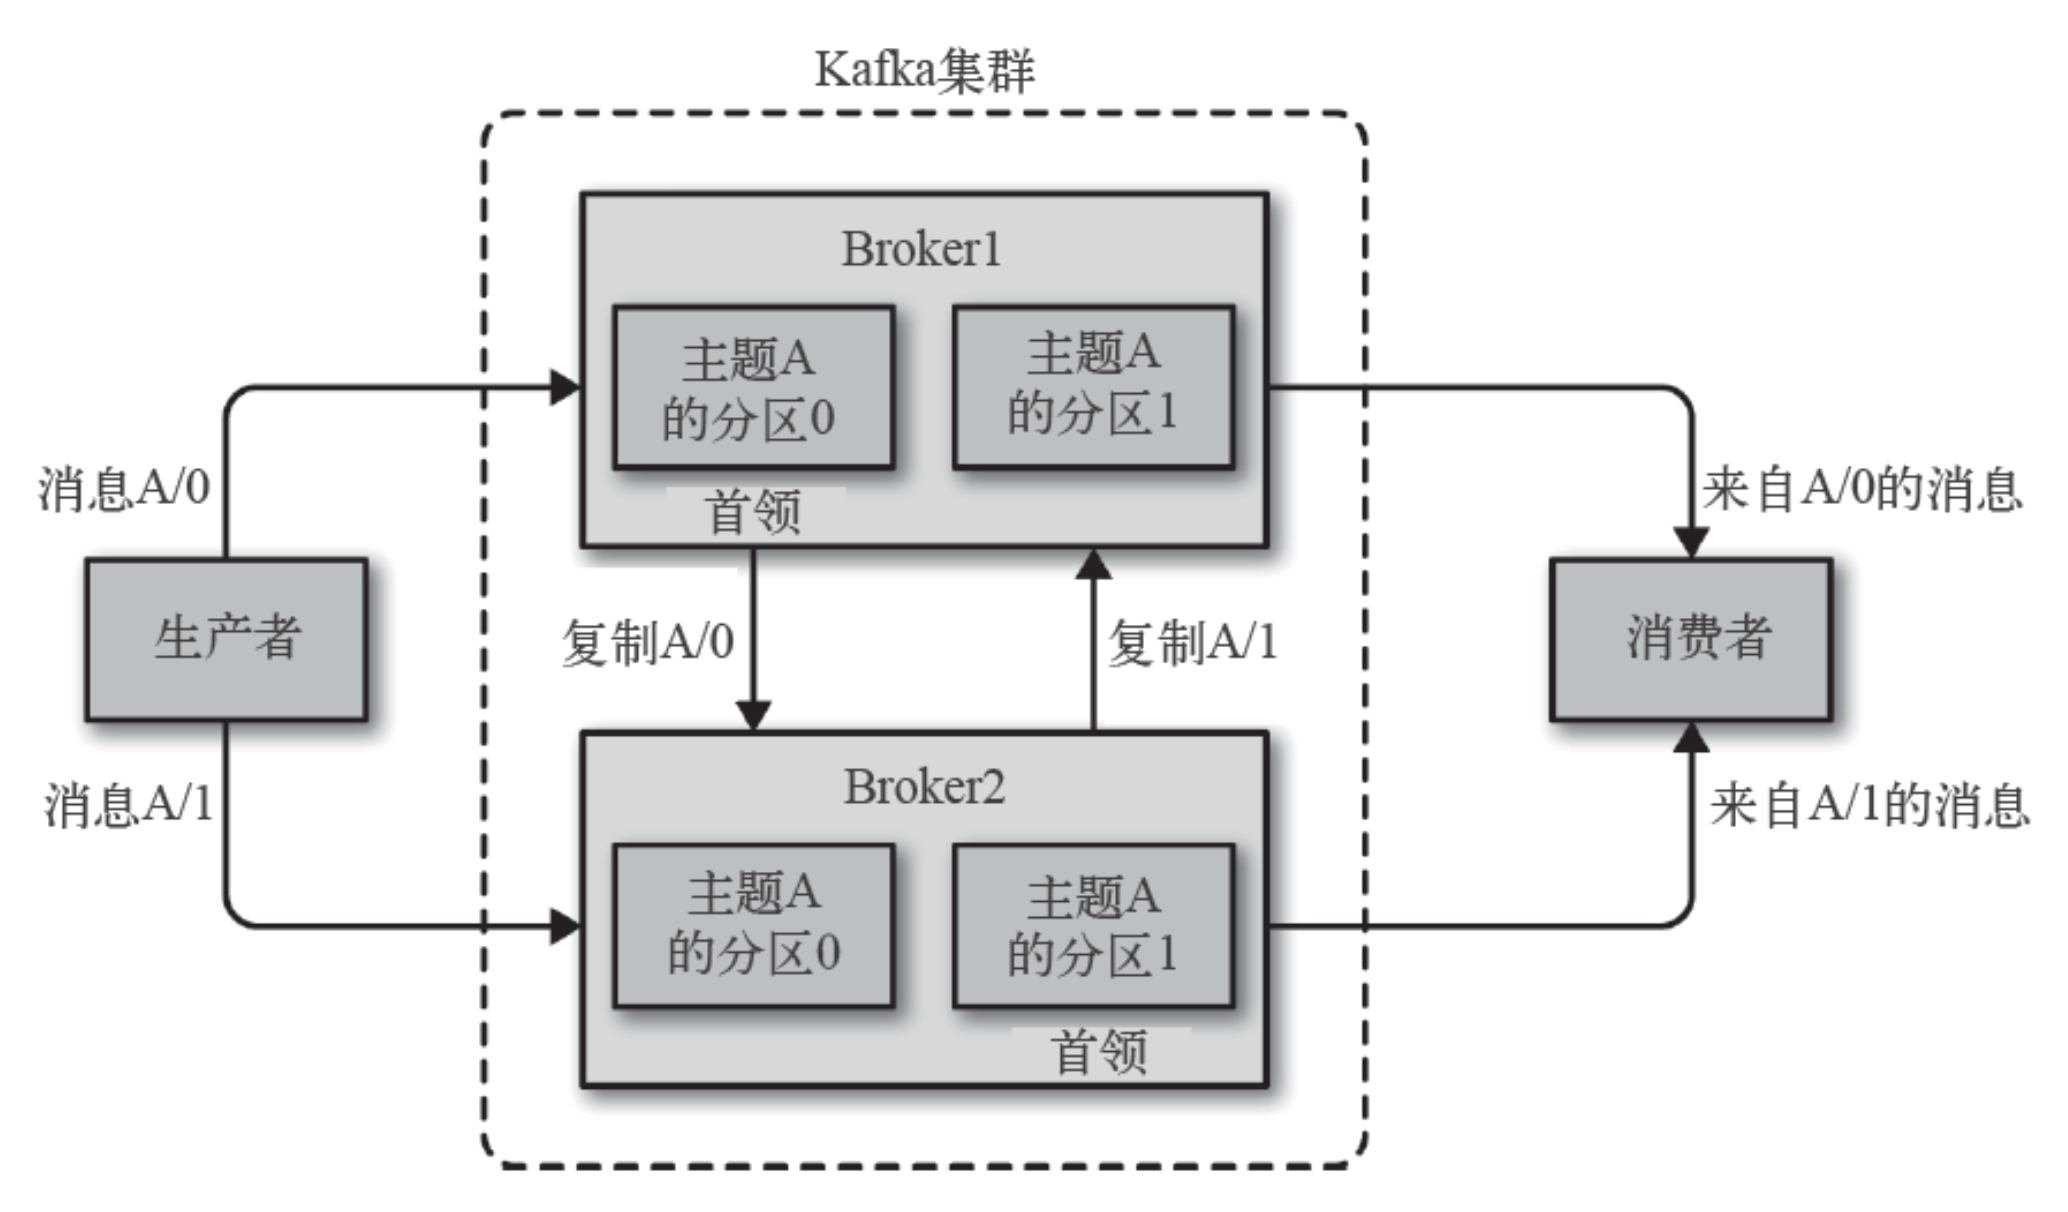 Kafka集群
Broker1
主题A
的分区0
主题A
的分区1
首领
消息A/0
来自A/0的消息
生产者
复制A/0
复制A/1
消费者
消息A/1
来自A/1的消息
Broker2
主题A
的分区0
主题A
的分区1
首领